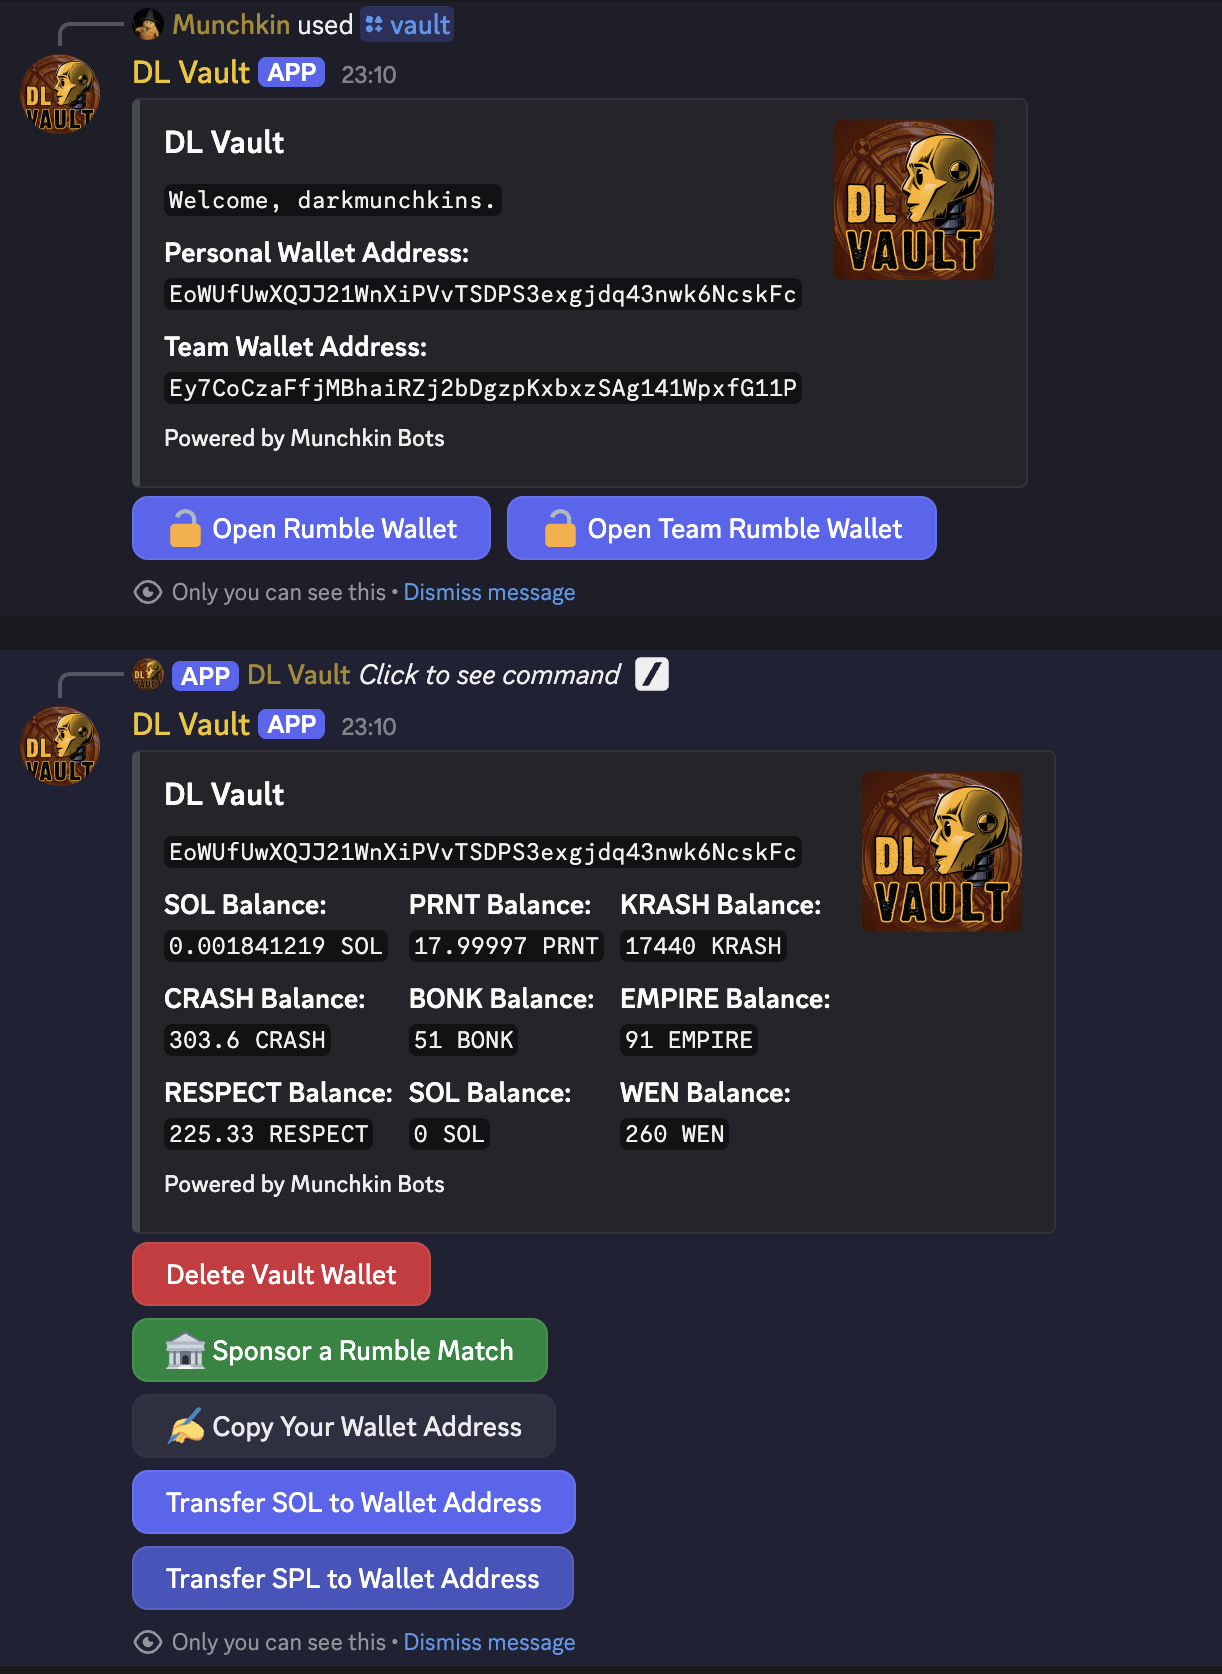 Munchkin used vault
DL Vault APP 23:10
DL VAULT
DL Vault
Welcome, darkmunchkins.
DL VAULT
Personal Wallet Address:
EoWUfUwXQJJ21WnXiPVvTSDPS3exgjdq43nwk6NcskFc
Team Wallet Address:
Ey7CoCzaFfjMBhaiRZj2bDgzpKxbxzSAg141WpxfG11P
Powered by Munchkin Bots
Open Rumble Wallet Open Team Rumble Wallet
Only you can see this • Dismiss message
APP DL Vault Click to see command
DL Vault APP 23:10
DL VAULT
DL Vault
EoWUfUwXQJJ21WnXiPVvTSDPS3exgjdq43nwk6NcskFc
DL VAULT
SOL Balance: PRNT Balance: KRASH Balance:
0.001841219 SOL 17.99997 PRNT 17440 KRASH
CRASH Balance: BONK Balance: EMPIRE Balance:
303.6 CRASH 51 BONK 91 EMPIRE
RESPECT Balance: SOL Balance: WEN Balance:
225.33 RESPECT 0 SOL 260 WEN
Powered by Munchkin Bots
Delete Vault Wallet
Sponsor a Rumble Match
Copy Your Wallet Address
Transfer SOL to Wallet Address
Transfer SPL to Wallet Address
Only you can see this • Dismiss message